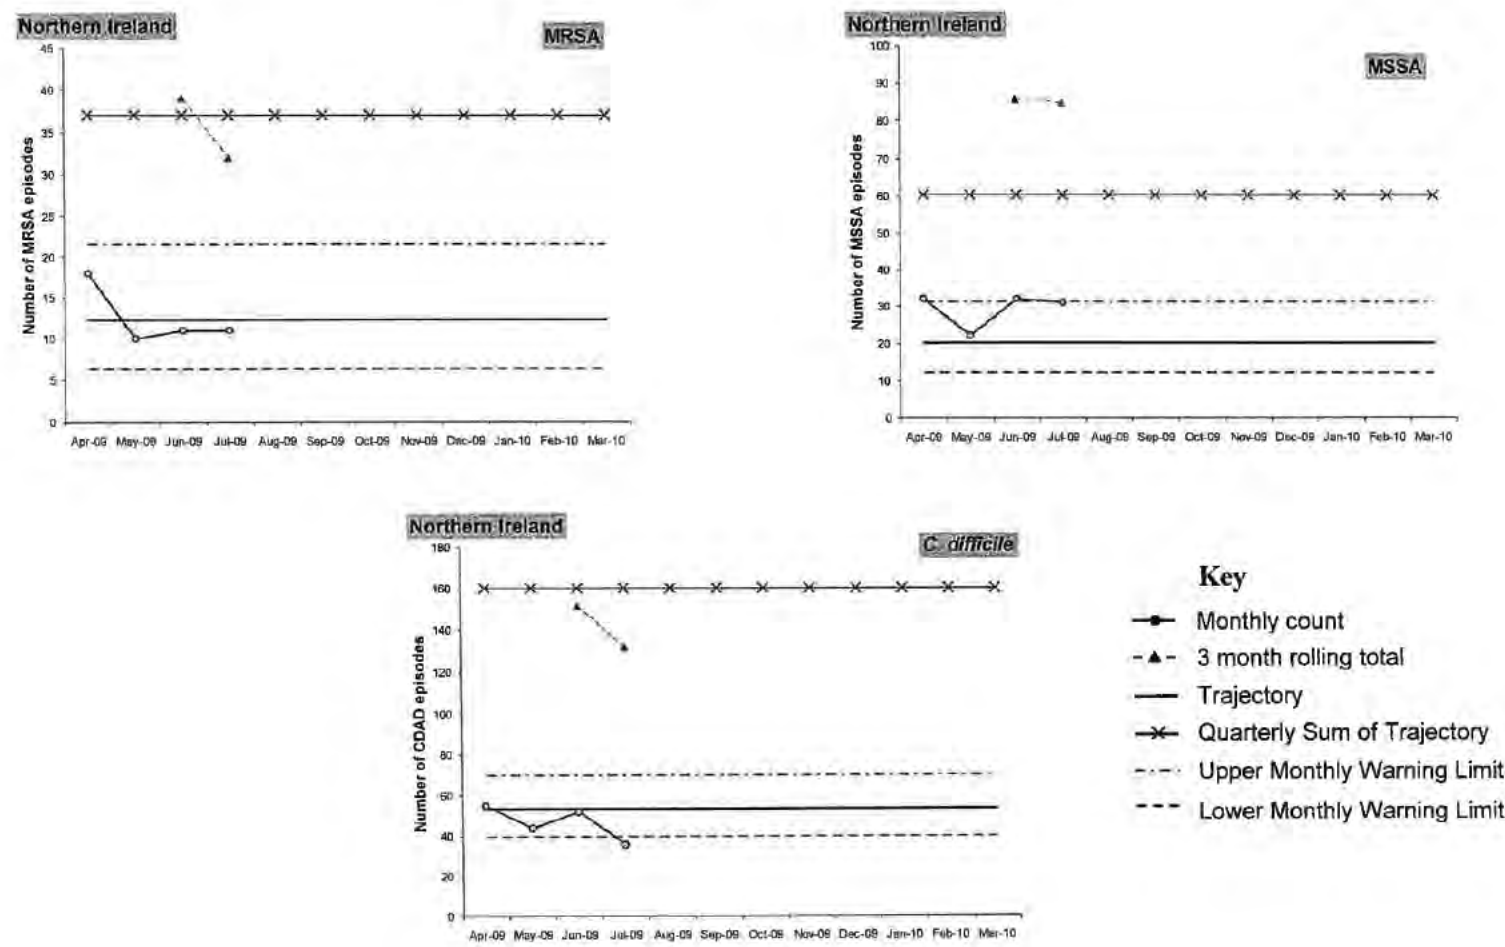 Northern Ireland
MRSA
Number of MRSA episodes
45
40
35
30
25
20
15
10
5
0
Apr-09 May-09 Jun-09 Jul-09 Aug-09 Sep-09 Oct-09 Nov-09 Dec-09 Jan-10 Feb-10 Mar-10
Northern Ireland
MSSA
Number of MSSA episodes
100
90
80
70
60
50
40
30
20
10
0
Apr-09 May-09 Jun-09 Jul-09 Aug-09 Sep-09 Oct-09 Nov-09 Dec-09 Jan-10 Feb-10 Mar-10
Northern Ireland
C. difficile
Number of CDAD episodes
180
160
140
120
100
80
60
40
20
0
Apr-09 May-09 Jun-09 Jul-09 Aug-09 Sep-09 Oct-09 Nov-09 Dec-09 Jan-10 Feb-10 Mar-10
Key
Monthly count
3 month rolling total
Trajectory
Quarterly Sum of Trajectory
Upper Monthly Warning Limit
Lower Monthly Warning Limit